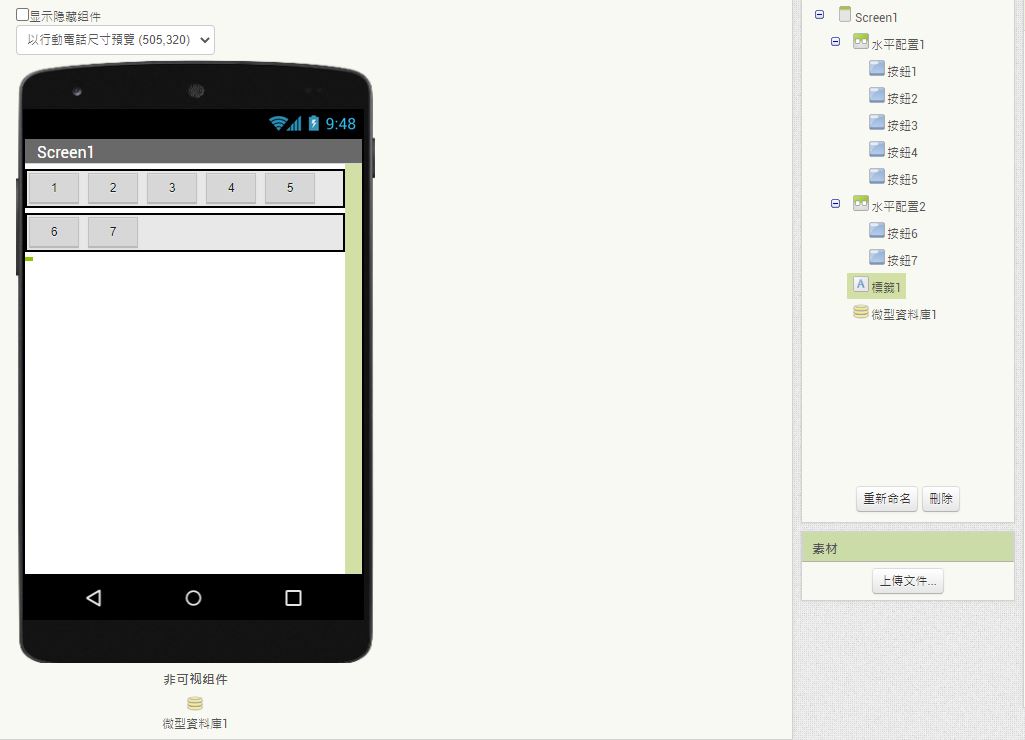 显示隐藏组件
以行動電話尺寸預覽 (505,320)
9:48
Screen1
1 2 3 4 5
6 7
非可视组件
微型資料庫1
Screen1
水平配置1
按鈕1
按鈕2
按鈕3
按鈕4
按鈕5
水平配置2
按鈕6
按鈕7
A 標籤1
微型資料庫1
重新命名 刪除
素材
上傳文件...